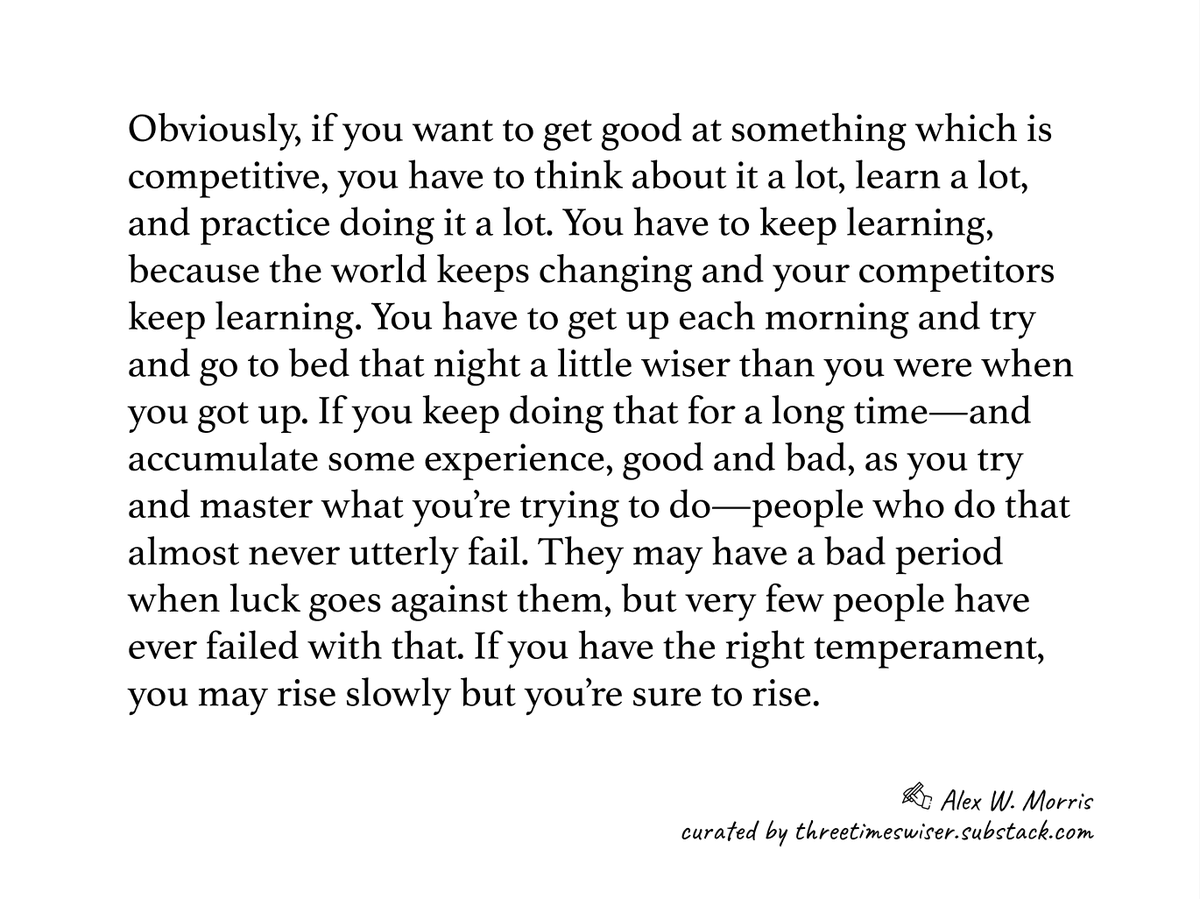 Obviously, if you want to get good at something which is
competitive, you have to think about it a lot, learn a lot,
and practice doing it a lot. You have to keep learning,
because the world keeps changing and your competitors
keep learning. You have to get up each morning and try
and go to bed that night a little wiser than you were when
you got up. If you keep doing that for a long time—and
accumulate some experience, good and bad, as you try
and master what you’re trying to do—people who do that
almost never utterly fail. They may have a bad period
when luck goes against them, but very few people have
ever failed with that. If you have the right temperament,
you may rise slowly but you’re sure to rise.
✍ Alex W. Morris
curated by threetimeswiser.substack.com